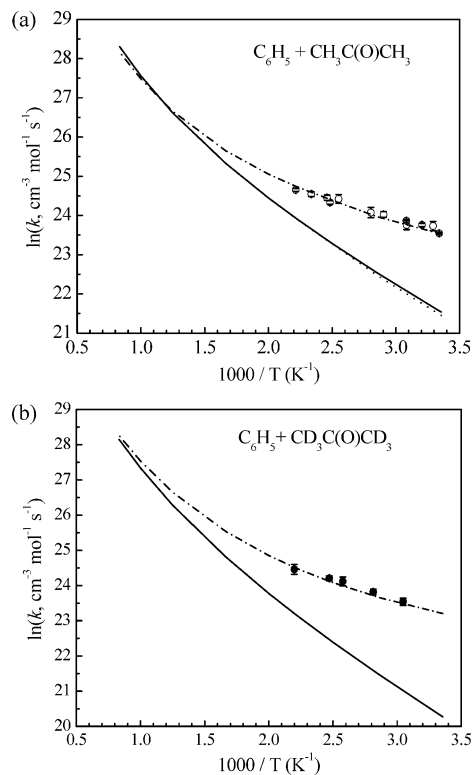 (a)
C₆H₅ + CH₃C(O)CH₃
ln(k, cm⁻³ mol⁻¹ s⁻¹)
29
28
27
26
25
24
23
22
21
0.5 1.0 1.5 2.0 2.5 3.0 3.5
1000 / T (K⁻¹)
(b)
C₆H₅+ CD₃C(O)CD₃
ln(k, cm⁻³ mol⁻¹ s⁻¹)
29
28
27
26
25
24
23
22
21
20
0.5 1.0 1.5 2.0 2.5 3.0 3.5
1000 / T (K⁻¹)